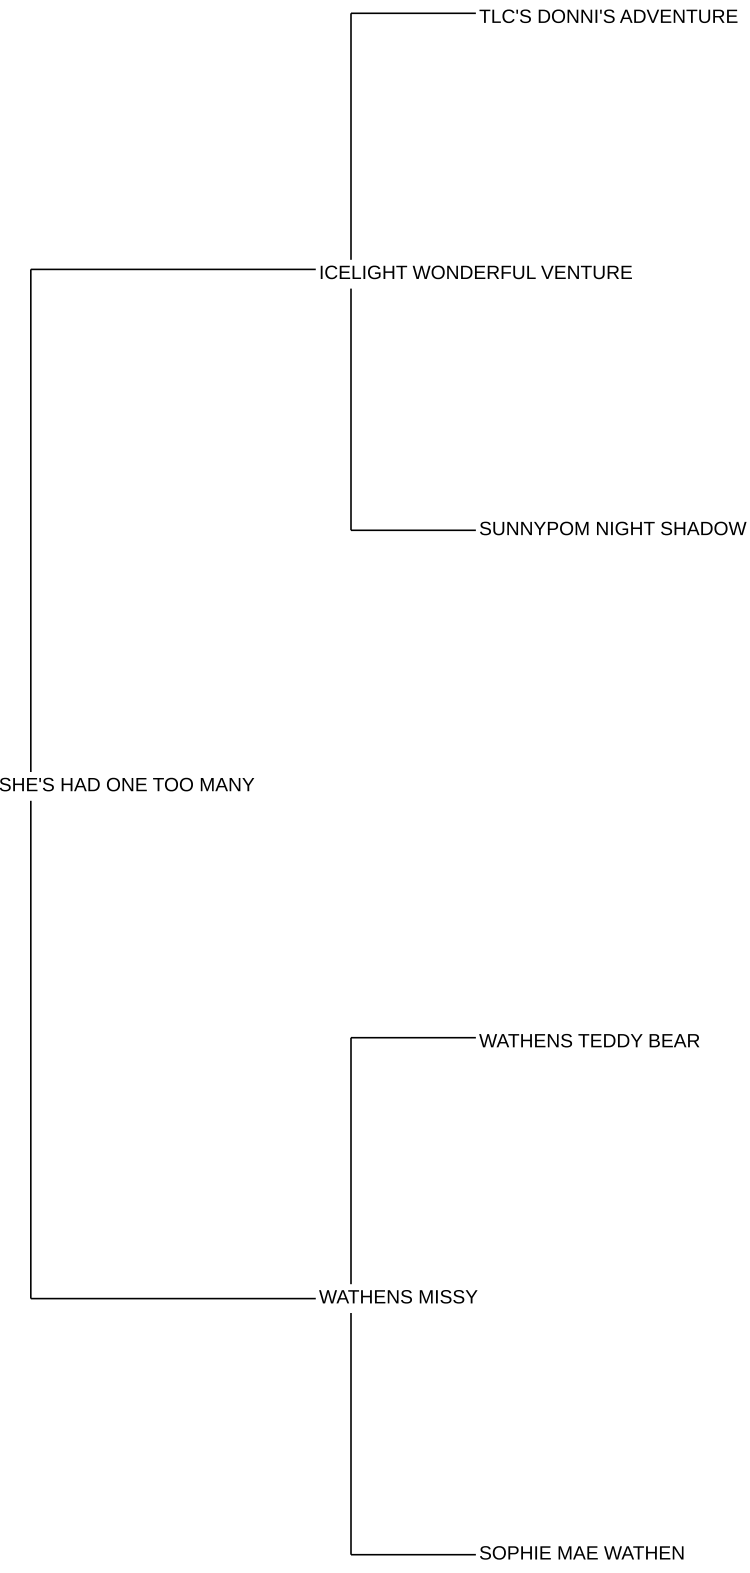 TLC'S DONNI'S ADVENTURE
ICELIGHT WONDERFUL VENTURE
SUNNYPOM NIGHT SHADOW
SHE'S HAD ONE TOO MANY
WATHENS TEDDY BEAR
WATHENS MISSY
SOPHIE MAE WATHEN